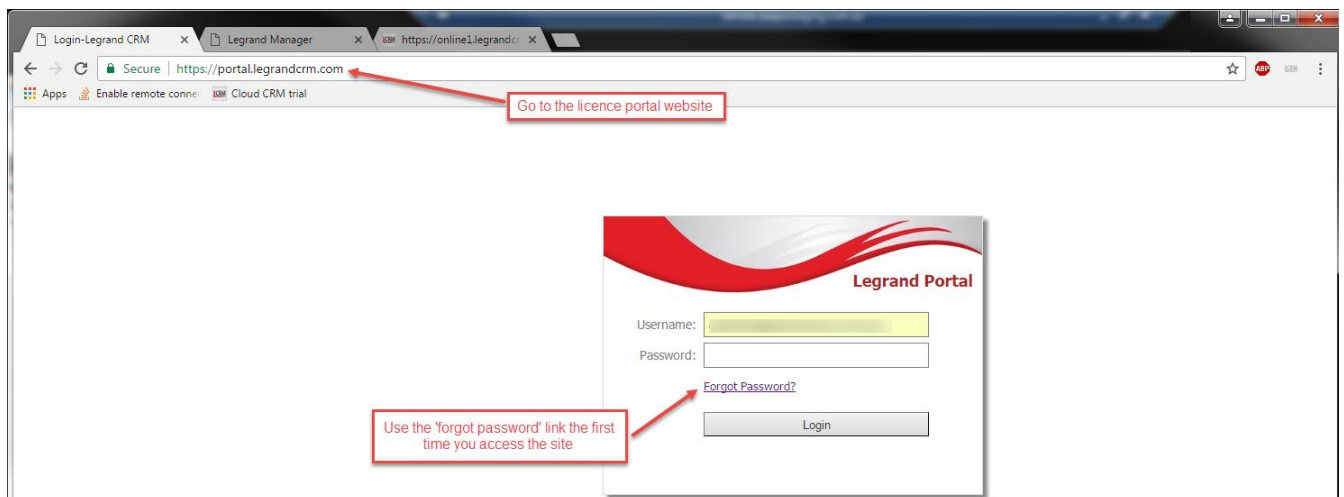 Login-Legrand CRM
Legrand Manager
https://online1.legrandcr
Secure | https://portal.legrandcrm.com
ABP
Apps
Enable remote conne
LCRM
Cloud CRM trial
Go to the licence portal website
Legrand Portal
Username:
Password:
Forgot Password?
Use the 'forgot password' link the first
time you access the site
Login